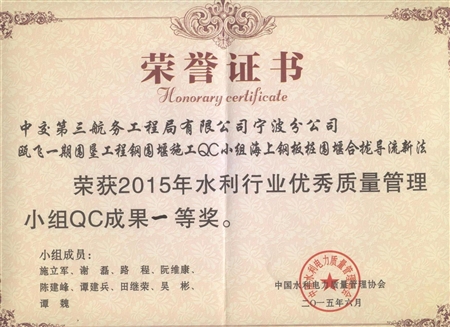 荣誉证书
Honorary certificate
中交第三航务工程局有限公司宁波分公司
瓯飞一期围垦工程钢围堰施工QC小组海上钢板桩围堰合拢导流新法
荣获2015年水利行业优秀质量管理
小组QC成果一等奖。
小组成员：
施立军、谢磊、路程、阮维康、
陈建峰、谭建兵、田继荣、吴彬、
谭魏
中国水利电力质量管理协会
二〇一五年六月